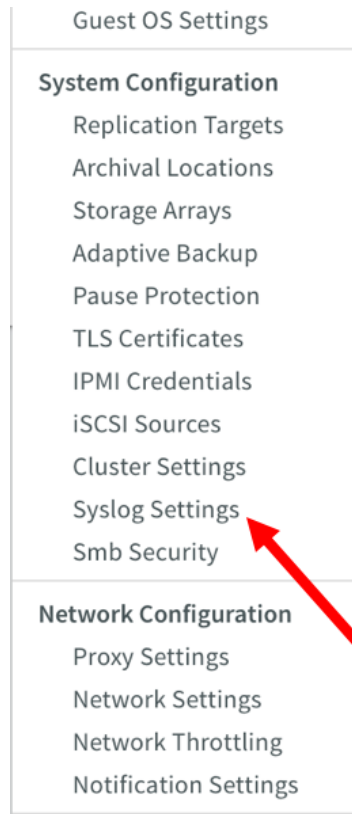 Guest OS Settings
System Configuration
Replication Targets
Archival Locations
Storage Arrays
Adaptive Backup
Pause Protection
TLS Certificates
IPMI Credentials
iSCSI Sources
Cluster Settings
Syslog Settings
Smb Security
Network Configuration
Proxy Settings
Network Settings
Network Throttling
Notification Settings